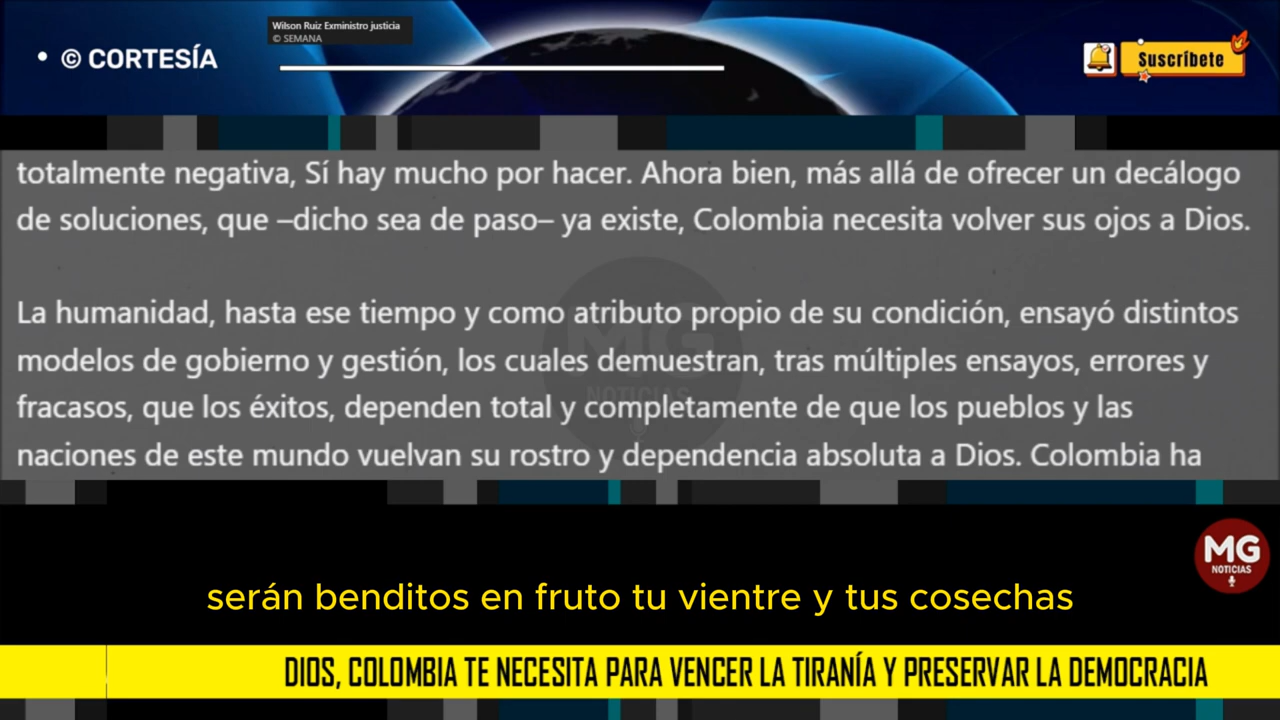 Wilson Ruiz Exministro justicia
© SEMANA
• © CORTESÍA
Suscríbete
totalmente negativa, Sí hay mucho por hacer. Ahora bien, más allá de ofrecer un decálogo
de soluciones, que –dicho sea de paso– ya existe, Colombia necesita volver sus ojos a Dios.
La humanidad, hasta ese tiempo y como atributo propio de su condición, ensayó distintos
modelos de gobierno y gestión, los cuales demuestran, tras múltiples ensayos, errores y
fracasos, que los éxitos, dependen total y completamente de que los pueblos y las
naciones de este mundo vuelvan su rostro y dependencia absoluta a Dios. Colombia ha
MG
NOTICIAS
MG
NOTICIAS
serán benditos en fruto tu vientre y tus cosechas
DIOS, COLOMBIA TE NECESITA PARA VENCER LA TIRANÍA Y PRESERVAR LA DEMOCRACIA